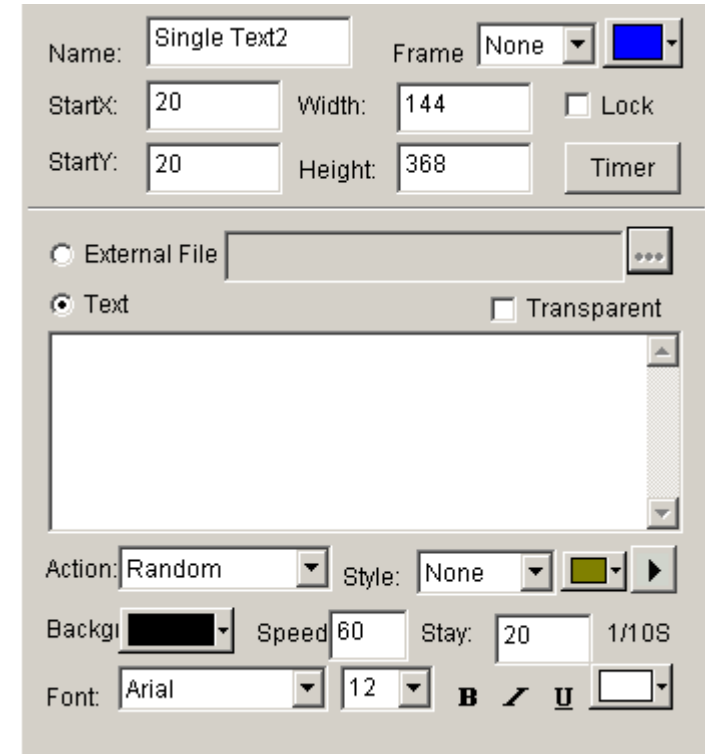 Name: Single Text2 Frame None
StartX: 20 Width: 144 Lock
StartY: 20 Height: 368 Timer
External File ...
Text Transparent
Action: Random Style: None
Backgr 60 Speed Stay: 20 1/10S
Font: Arial 12 B I U